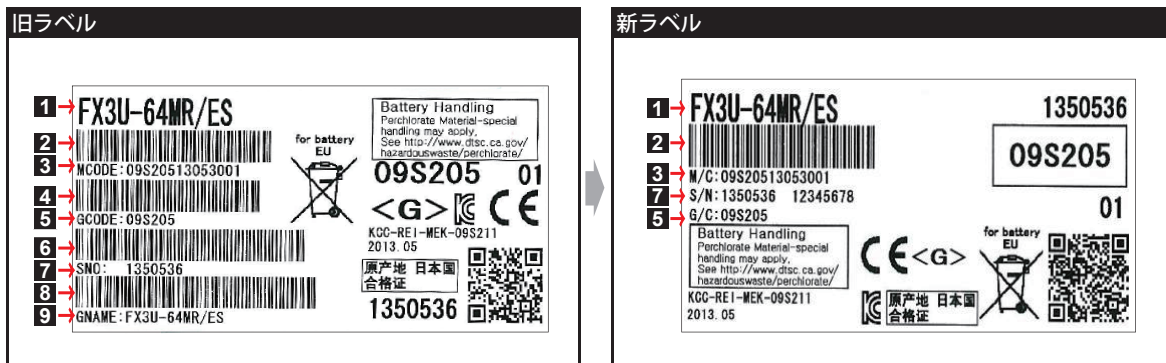 旧ラベル
1
FX3U-64MR/ES
2
3
MCODE:09S20513053001
4
5
GCODE:09S205
6
7
SNO: 1350536
8
9
GNAME:FX3U-64MR/ES
for battery
EU
Battery Handling
Perchlorate Material-special
handling may apply.
See http://www.dtsc.ca.gov/
hazardouswaste/perchlorate/
09S205 01
<G> CE
KCC-REI-MEK-09S211
2013.05
原产地 日本国
合格证
1350536
新ラベル
1
FX3U-64MR/ES
1350536
2
09S205
3
M/C:09S20513053001
7
S/N:1350536 12345678
5
G/C:09S205
01
Battery Handling
Perchlorate Material-special
handling may apply.
See http://www.dtsc.ca.gov/
hazardouswaste/perchlorate/
CE <G>
for battery
EU
KCC-REI-MEK-09S211
2013.05
原产地 日本国
合格证